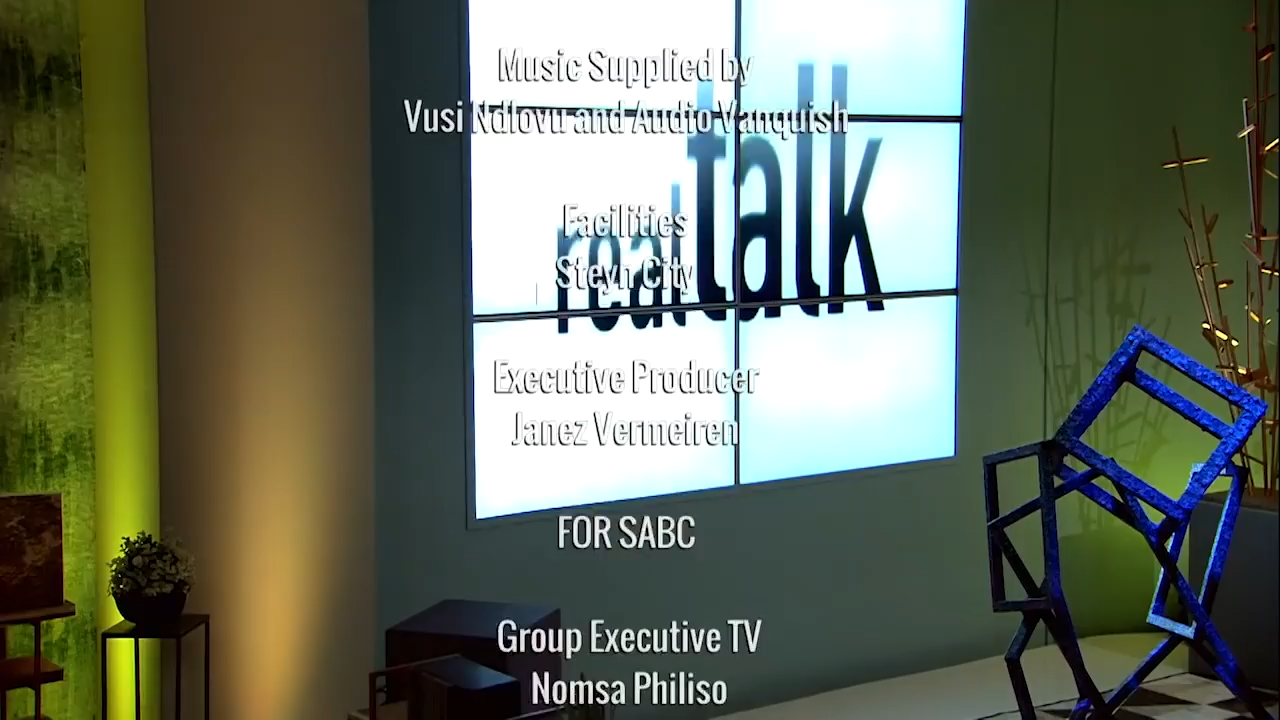 Music Supplied by
Vusi Ndlovu and Audio Vanquish
real talk
Facilities
Steyn City
Executive Producer
Janez Vermeiren
FOR SABC
Group Executive TV
Nomsa Philiso